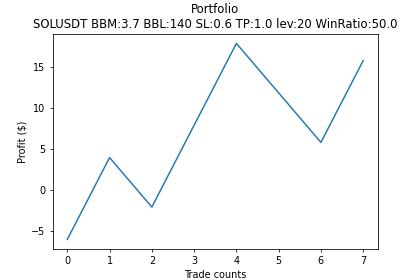 Portfolio
SOLUSDT BBM:3.7 BBL:140 SL:0.6 TP:1.0 lev:20 WinRatio:50.0
15
10
5
0
−5
Profit ($)
0 1 2 3 4 5 6 7
Trade counts